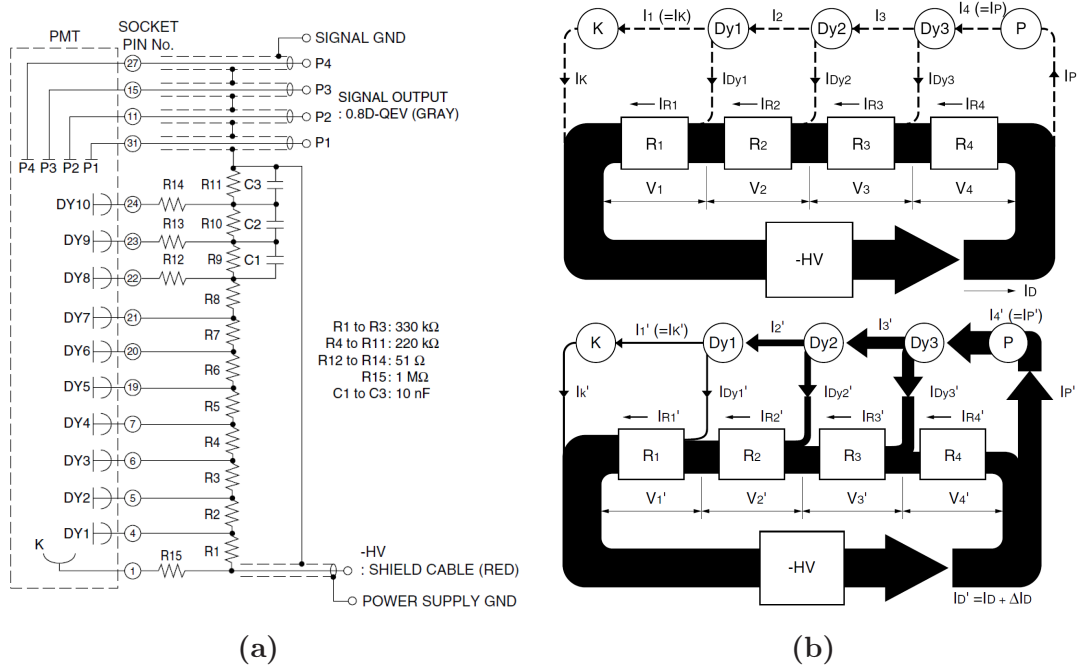 PMT
SOCKET
PIN No.
SIGNAL GND
27
P4
15
P3
SIGNAL OUTPUT
: 0.8D-QEV (GRAY)
11
P2
31
P1
P4 P3 P2 P1
R14
R11
C3
DY10
24
R13
R10
C2
DY9
23
R12
R9
C1
DY8
22
R8
DY7
21
R7
DY6
20
R6
DY5
19
R5
DY4
7
R4
DY3
6
R3
DY2
5
R2
DY1
4
K
R15
R1
1
R1 to R3: 330 kΩ
R4 to R11: 220 kΩ
R12 to R14: 51 Ω
R15: 1 MΩ
C1 to C3: 10 nF
-HV
: SHIELD CABLE (RED)
POWER SUPPLY GND
(a)
K
I1 (=IK)
Dy1
I2
Dy2
I3
Dy3
I4 (=IP)
P
IK
IDy1
IDy2
IDy3
IP
IR1
IR2
IR3
IR4
R1
R2
R3
R4
V1
V2
V3
V4
-HV
ID
K
I1' (=IK')
Dy1
I2'
Dy2
I3'
Dy3
I4' (=IP')
P
Ik'
IDy1'
IDy2'
IDy3'
IP'
IR1'
IR2'
IR3'
IR4'
R1
R2
R3
R4
V1'
V2'
V3'
V4'
-HV
ID' =ID + ΔID
(b)